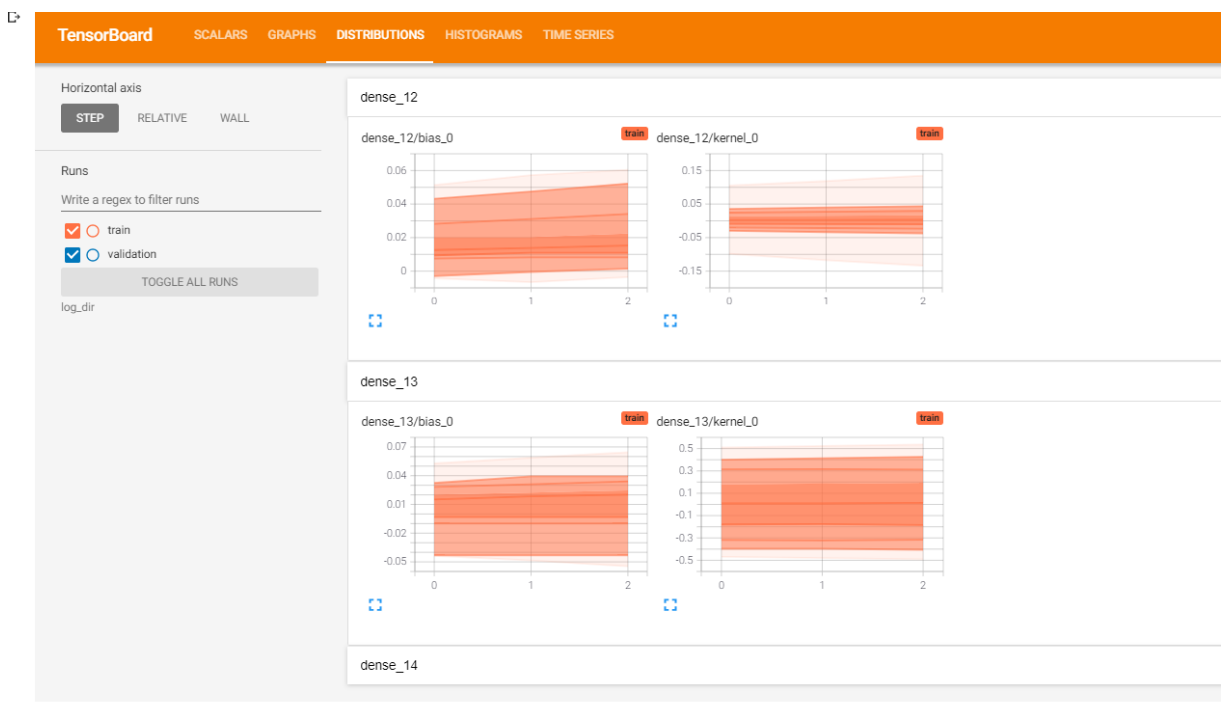 TensorBoard SCALARS GRAPHS DISTRIBUTIONS HISTOGRAMS TIME SERIES
Horizontal axis
STEP RELATIVE WALL
Runs
Write a regex to filter runs
train
validation
TOGGLE ALL RUNS
log_dir
dense_12
dense_12/bias_0 train
0.06
0.04
0.02
0
0 1 2
dense_12/kernel_0 train
0.15
0.05
-0.05
-0.15
0 1 2
dense_13
dense_13/bias_0 train
0.07
0.04
0.01
-0.02
-0.05
0 1 2
dense_13/kernel_0 train
0.5
0.3
0.1
-0.1
-0.3
-0.5
0 1 2
dense_14